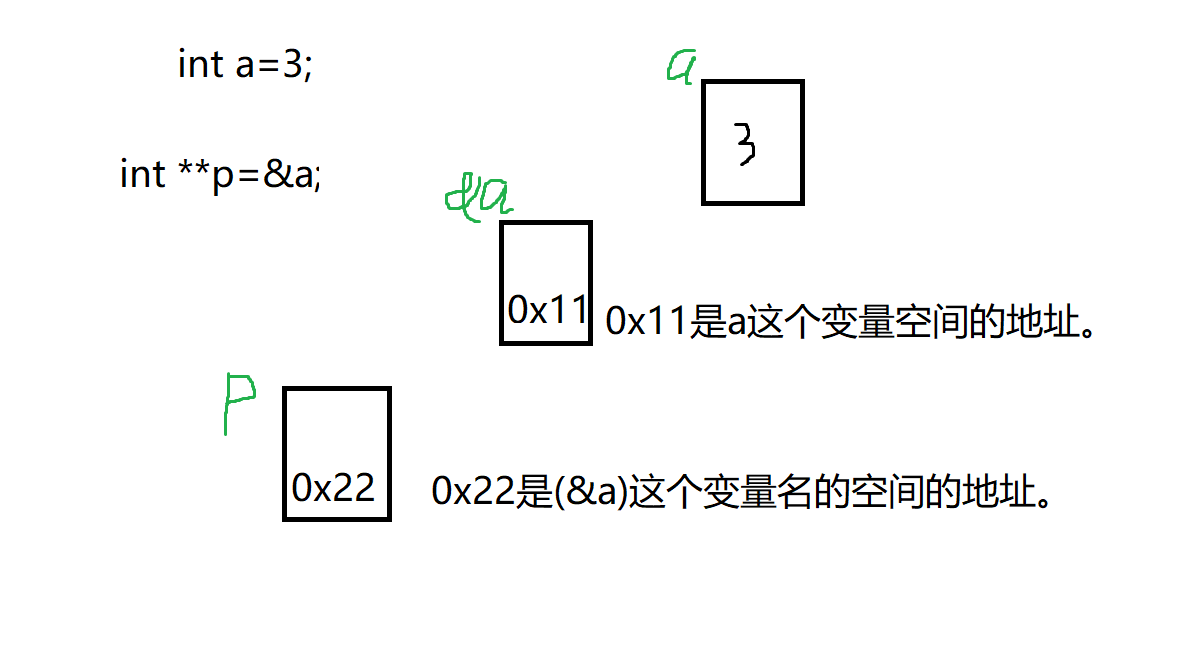 int a=3;
a
3
int **p=&a;
&a
0x11
0x11是a这个变量空间的地址。
P
0x22
0x22是(&a)这个变量名的空间的地址。